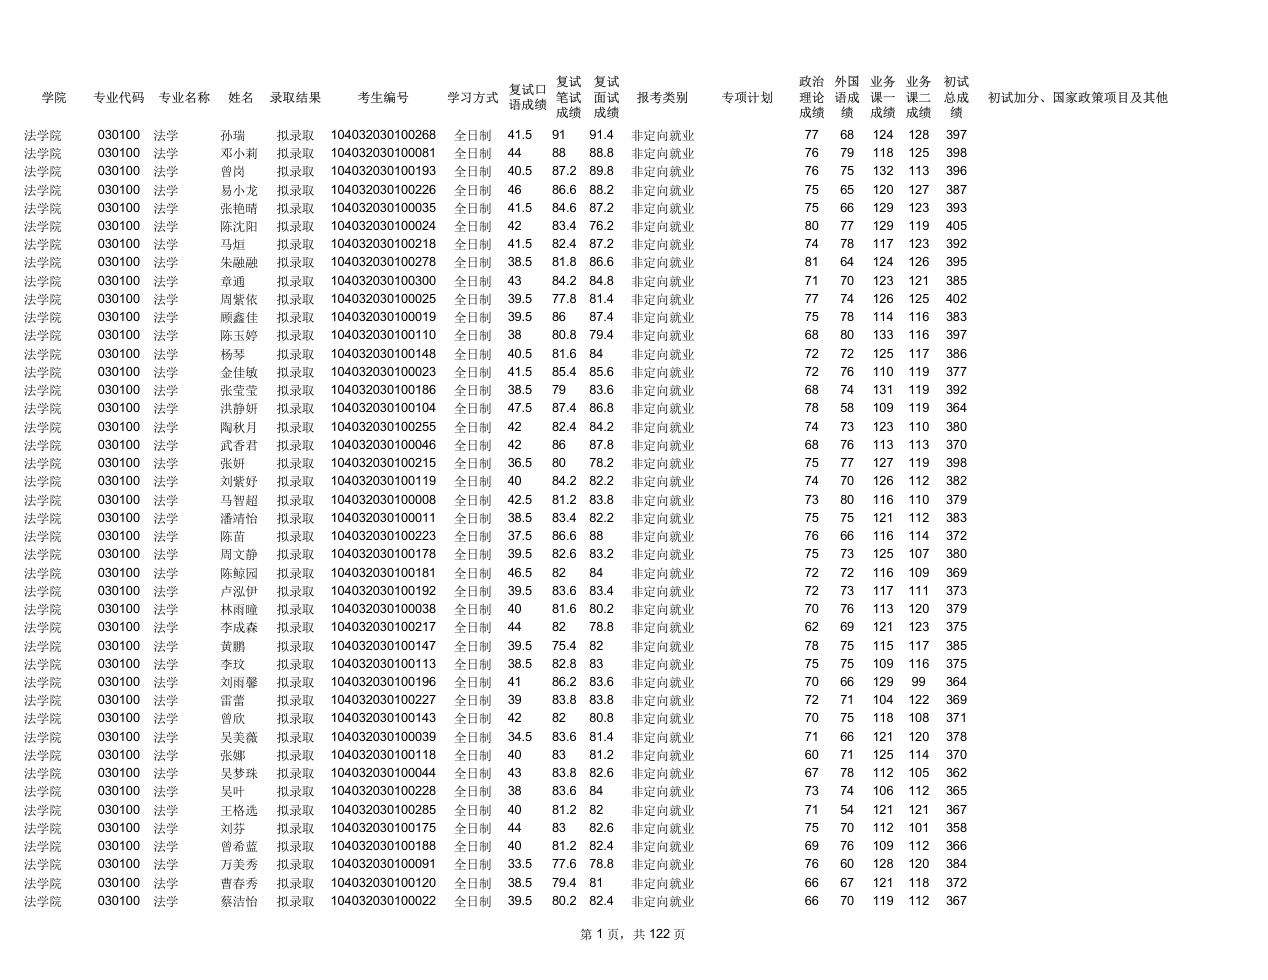 学院 专业代码 专业名称 姓名 录取结果 考生编号 学习方式 复试口语成绩 复试笔试成绩 复试面试成绩 报考类别 专项计划 政治理论成绩 外国语成绩 业务课一成绩 业务课二成绩 初试总成绩 初试加分、国家政策项目及其他
法学院 030100 法学 孙瑞 拟录取 104032030100268 全日制 41.5 91 91.4 非定向就业 77 68 124 128 397
法学院 030100 法学 邓小莉 拟录取 104032030100081 全日制 44 88 88.8 非定向就业 76 79 118 125 398
法学院 030100 法学 曾岗 拟录取 104032030100193 全日制 40.5 87.2 89.8 非定向就业 76 75 132 113 396
法学院 030100 法学 易小龙 拟录取 104032030100226 全日制 46 86.6 88.2 非定向就业 75 65 120 127 387
法学院 030100 法学 张艳晴 拟录取 104032030100035 全日制 41.5 84.6 87.2 非定向就业 75 66 129 123 393
法学院 030100 法学 陈沈阳 拟录取 104032030100024 全日制 42 83.4 76.2 非定向就业 80 77 129 119 405
法学院 030100 法学 马烜 拟录取 104032030100218 全日制 41.5 82.4 87.2 非定向就业 74 78 117 123 392
法学院 030100 法学 朱融融 拟录取 104032030100278 全日制 38.5 81.8 86.6 非定向就业 81 64 124 126 395
法学院 030100 法学 章通 拟录取 104032030100300 全日制 43 84.2 84.8 非定向就业 71 70 123 121 385
法学院 030100 法学 周紫依 拟录取 104032030100025 全日制 39.5 77.8 81.4 非定向就业 77 74 126 125 402
法学院 030100 法学 顾鑫佳 拟录取 104032030100019 全日制 39.5 86 87.4 非定向就业 75 78 114 116 383
法学院 030100 法学 陈玉婷 拟录取 104032030100110 全日制 38 80.8 79.4 非定向就业 68 80 133 116 397
法学院 030100 法学 杨琴 拟录取 104032030100148 全日制 40.5 81.6 84 非定向就业 72 72 125 117 386
法学院 030100 法学 金佳敏 拟录取 104032030100023 全日制 41.5 85.4 85.6 非定向就业 72 76 110 119 377
法学院 030100 法学 张莹莹 拟录取 104032030100186 全日制 38.5 79 83.6 非定向就业 68 74 131 119 392
法学院 030100 法学 洪静妍 拟录取 104032030100104 全日制 47.5 87.4 86.8 非定向就业 78 58 109 119 364
法学院 030100 法学 陶秋月 拟录取 104032030100255 全日制 42 82.4 84.2 非定向就业 74 73 123 110 380
法学院 030100 法学 武香君 拟录取 104032030100046 全日制 42 86 87.8 非定向就业 68 76 113 113 370
法学院 030100 法学 张妍 拟录取 104032030100215 全日制 36.5 80 78.2 非定向就业 75 77 127 119 398
法学院 030100 法学 刘紫妤 拟录取 104032030100119 全日制 40 84.2 82.2 非定向就业 74 70 126 112 382
法学院 030100 法学 马智超 拟录取 104032030100008 全日制 42.5 81.2 83.8 非定向就业 73 80 116 110 379
法学院 030100 法学 潘靖怡 拟录取 104032030100011 全日制 38.5 83.4 82.2 非定向就业 75 75 121 112 383
法学院 030100 法学 陈苗 拟录取 104032030100223 全日制 37.5 86.6 88 非定向就业 76 66 116 114 372
法学院 030100 法学 周文静 拟录取 104032030100178 全日制 39.5 82.6 83.2 非定向就业 75 73 125 107 380
法学院 030100 法学 陈鲸园 拟录取 104032030100181 全日制 46.5 82 84 非定向就业 72 72 116 109 369
法学院 030100 法学 卢泓伊 拟录取 104032030100192 全日制 39.5 83.6 83.4 非定向就业 72 73 117 111 373
法学院 030100 法学 林雨瞳 拟录取 104032030100038 全日制 40 81.6 80.2 非定向就业 70 76 113 120 379
法学院 030100 法学 李成森 拟录取 104032030100217 全日制 44 82 78.8 非定向就业 62 69 121 123 375
法学院 030100 法学 黄鹏 拟录取 104032030100147 全日制 39.5 75.4 82 非定向就业 78 75 115 117 385
法学院 030100 法学 李玟 拟录取 104032030100113 全日制 38.5 82.8 83 非定向就业 75 75 109 116 375
法学院 030100 法学 刘雨馨 拟录取 104032030100196 全日制 41 86.2 83.6 非定向就业 70 66 129 99 364
法学院 030100 法学 雷蕾 拟录取 104032030100227 全日制 39 83.8 83.8 非定向就业 72 71 104 122 369
法学院 030100 法学 曾欣 拟录取 104032030100143 全日制 42 82 80.8 非定向就业 70 75 118 108 371
法学院 030100 法学 吴美薇 拟录取 104032030100039 全日制 34.5 83.6 81.4 非定向就业 71 66 121 120 378
法学院 030100 法学 张娜 拟录取 104032030100118 全日制 40 83 81.2 非定向就业 60 71 125 114 370
法学院 030100 法学 吴梦珠 拟录取 104032030100044 全日制 43 83.8 82.6 非定向就业 67 78 112 105 362
法学院 030100 法学 吴叶 拟录取 104032030100228 全日制 38 83.6 84 非定向就业 73 74 106 112 365
法学院 030100 法学 王格选 拟录取 104032030100285 全日制 40 81.2 82 非定向就业 71 54 121 121 367
法学院 030100 法学 刘芬 拟录取 104032030100175 全日制 44 83 82.6 非定向就业 75 70 112 101 358
法学院 030100 法学 曾希蓝 拟录取 104032030100188 全日制 40 81.2 82.4 非定向就业 69 76 109 112 366
法学院 030100 法学 万美秀 拟录取 104032030100091 全日制 33.5 77.6 78.8 非定向就业 76 60 128 120 384
法学院 030100 法学 曹春秀 拟录取 104032030100120 全日制 38.5 79.4 81 非定向就业 66 67 121 118 372
法学院 030100 法学 蔡洁怡 拟录取 104032030100022 全日制 39.5 80.2 82.4 非定向就业 66 70 119 112 367
第 1 页，共 122 页